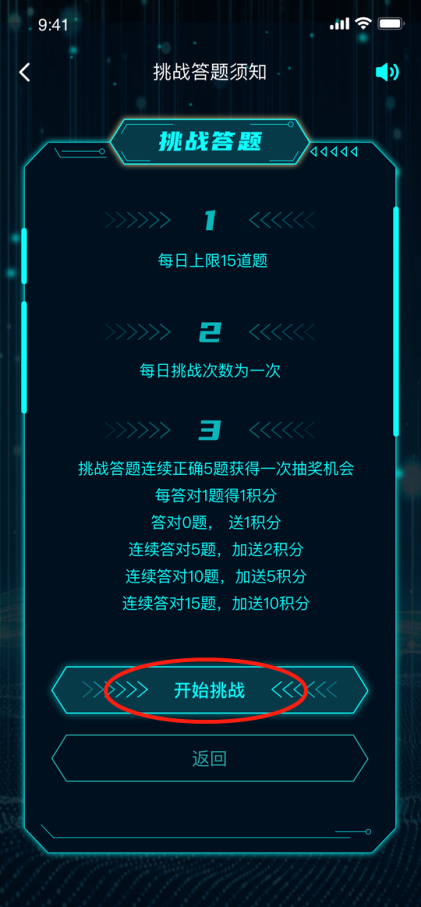 9:41
挑战答题须知
挑战答题
1
每日上限15道题
2
每日挑战次数为一次
3
挑战答题连续正确5题获得一次抽奖机会
每答对1题得1积分
答对0题， 送1积分
连续答对5题，加送2积分
连续答对10题，加送5积分
连续答对15题，加送10积分
开始挑战
返回